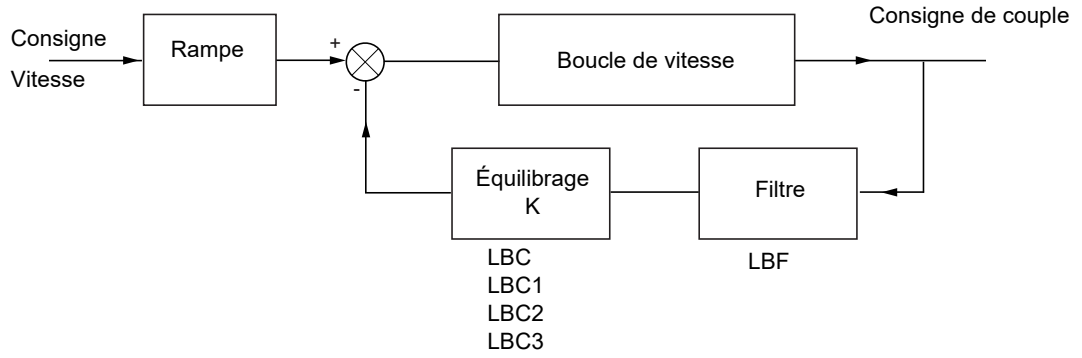 Consigne de couple
Consigne
Vitesse
Rampe
+
-
Boucle de vitesse
Équilibrage
K
Filtre
LBC
LBC1
LBC2
LBC3
LBF